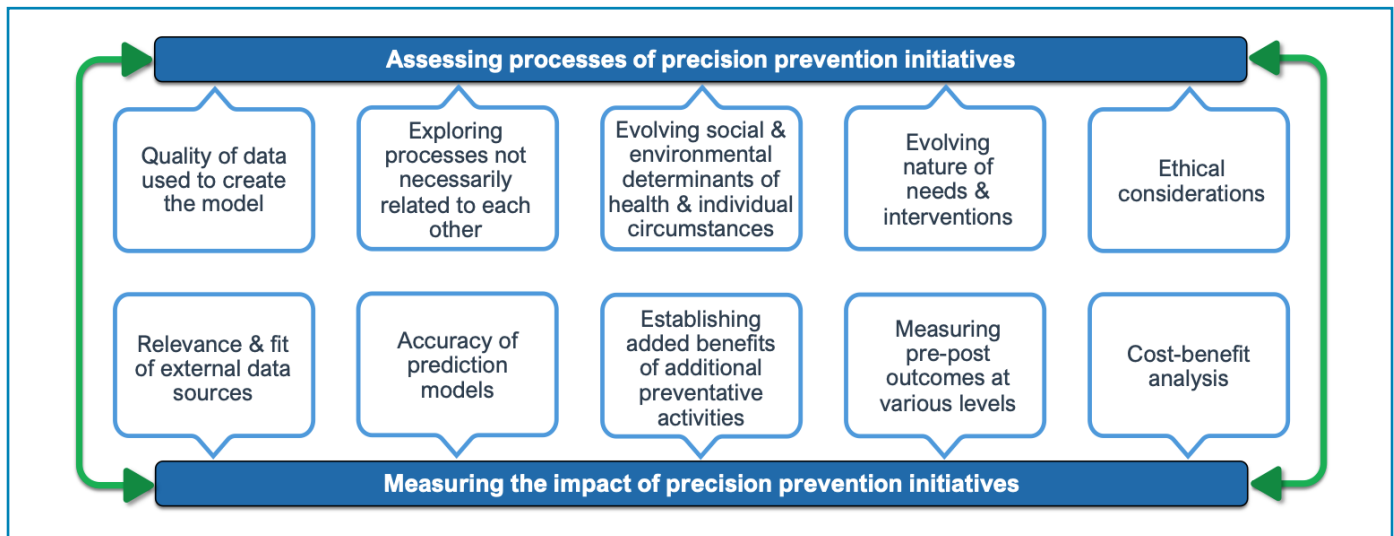 Assessing processes of precision prevention initiatives
Quality of data
used to create
the model
Exploring
processes not
necessarily
related to each
other
Evolving social &
environmental
determinants of
health & individual
circumstances
Evolving
nature of
needs &
interventions
Ethical
considerations
Relevance & fit
of external data
sources
Accuracy of
prediction
models
Establishing
added benefits
of additional
preventative
activities
Measuring
pre-post
outcomes at
various levels
Cost-benefit
analysis
Measuring the impact of precision prevention initiatives